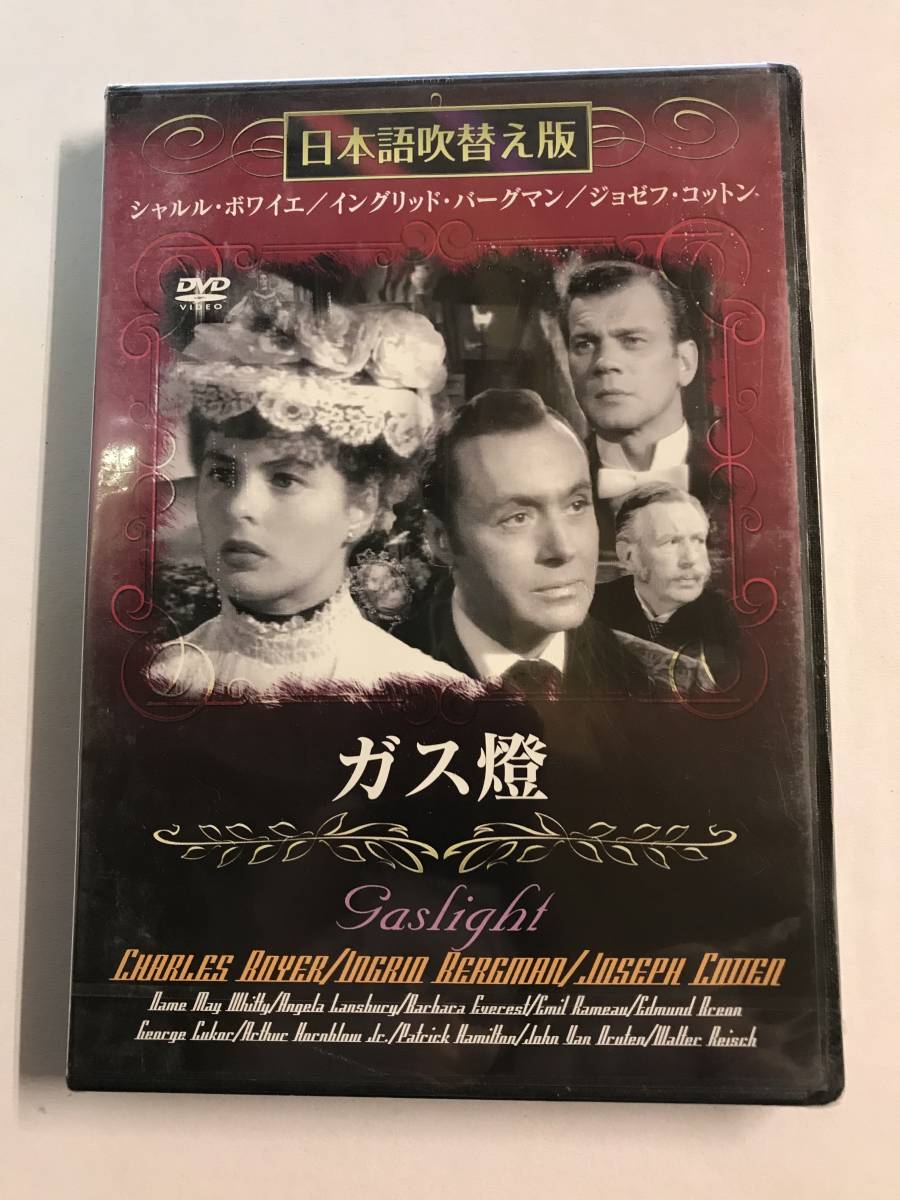 日本語吹替え版
シャルル・ボワイエ／イングリッド・バーグマン／ジョゼフ・コットン
DVD
VIDEO
ガス燈
Gaslight
CHARLES BOYER/INGRID BERGMAN/JOSEPH COTTEN
Dame May Whitty/Angela Lansbury/Barbara Everest/Emil Rameau/Edmund Breon
George Cukor/Arthur Hornblow Jr./Patrick Hamilton/John Van Druten/Walter Reisch